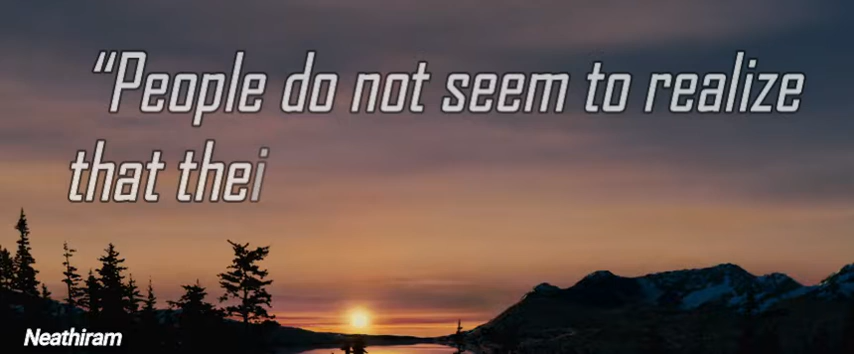 “People do not seem to realize
that thei
Neathiram